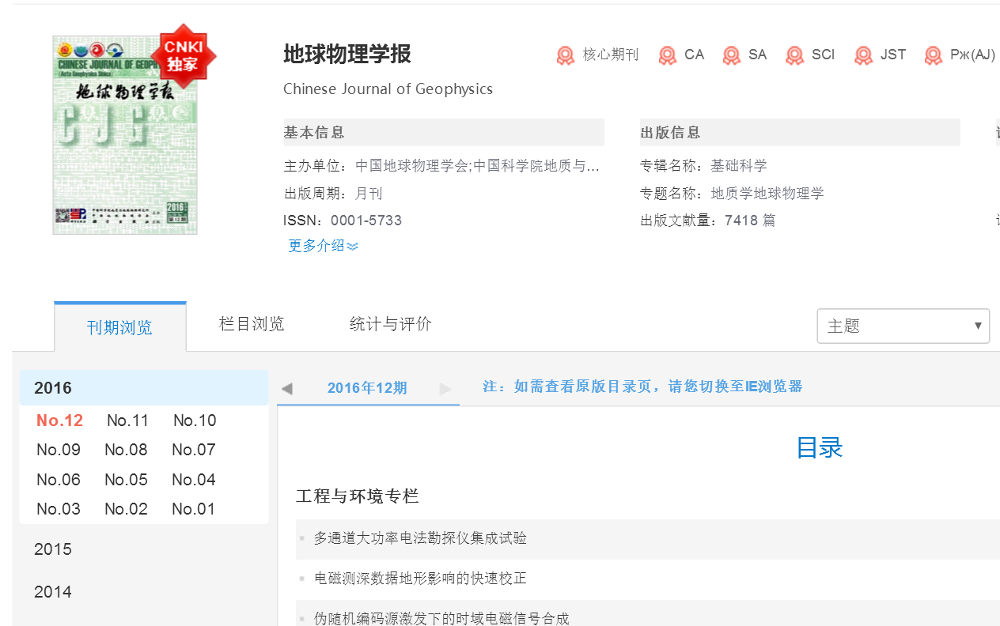 CNKI
独家
CHINESE JOURNAL OF GEOPH
(Acta Geophysica Sinica)
地球物理学报
CJG
2016
地球物理学报
核心期刊 CA SA SCI JST Рж(AJ)
Chinese Journal of Geophysics
基本信息
出版信息
主办单位：中国地球物理学会;中国科学院地质与...
专辑名称：基础科学
出版周期：月刊
专题名称：地质学地球物理学
ISSN：0001-5733
出版文献量：7418 篇
更多介绍
刊期浏览 栏目浏览 统计与评价
主题
2016
No.12 No.11 No.10
No.09 No.08 No.07
No.06 No.05 No.04
No.03 No.02 No.01
2015
2014
2016年12期
注：如需查看原版目录页，请您切换至IE浏览器
目录
工程与环境专栏
多通道大功率电法勘探仪集成试验
电磁测深数据地形影响的快速校正
伪随机编码源激发下的时域电磁信号合成